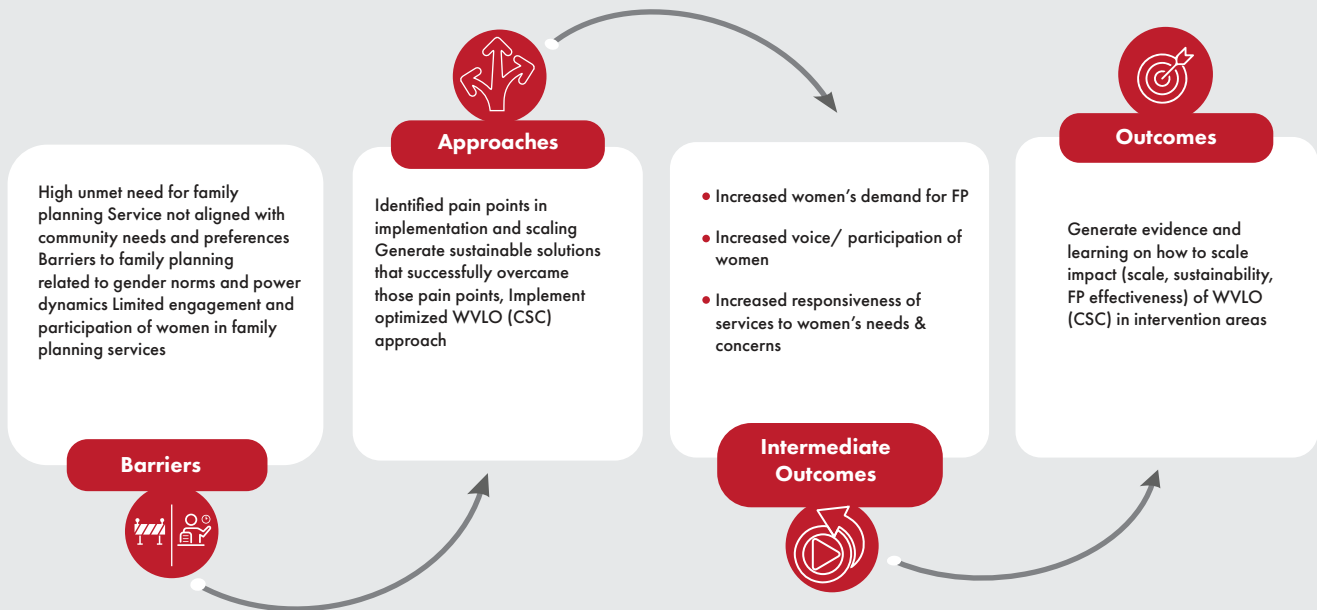 Barriers
High unmet need for family
planning Service not aligned with
community needs and preferences
Barriers to family planning
related to gender norms and power
dynamics Limited engagement and
participation of women in family
planning services
Approaches
Identified pain points in
implementation and scaling
Generate sustainable solutions
that successfully overcame
those pain points, Implement
optimized WVLO (CSC)
approach
Intermediate
Outcomes
Increased women's demand for FP
Increased voice/ participation of
women
Increased responsiveness of
services to women's needs &
concerns
Outcomes
Generate evidence and
learning on how to scale
impact (scale, sustainability,
FP effectiveness) of WVLO
(CSC) in intervention areas